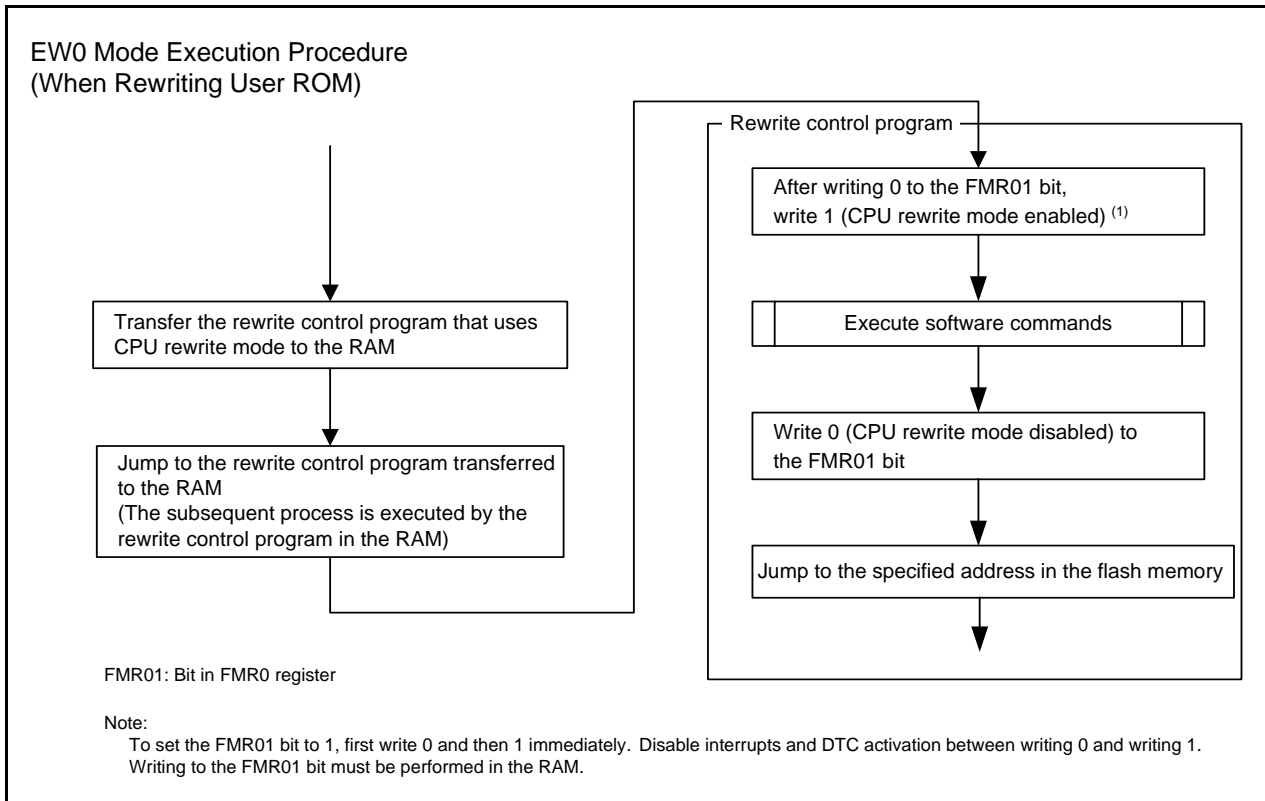 EW0 Mode Execution Procedure
(When Rewriting User ROM)
Transfer the rewrite control program that uses
CPU rewrite mode to the RAM
Jump to the rewrite control program transferred
to the RAM
(The subsequent process is executed by the
rewrite control program in the RAM)
Rewrite control program
After writing 0 to the FMR01 bit,
write 1 (CPU rewrite mode enabled) (1)
Execute software commands
Write 0 (CPU rewrite mode disabled) to
the FMR01 bit
Jump to the specified address in the flash memory
FMR01: Bit in FMR0 register
Note:
To set the FMR01 bit to 1, first write 0 and then 1 immediately. Disable interrupts and DTC activation between writing 0 and writing 1.
Writing to the FMR01 bit must be performed in the RAM.